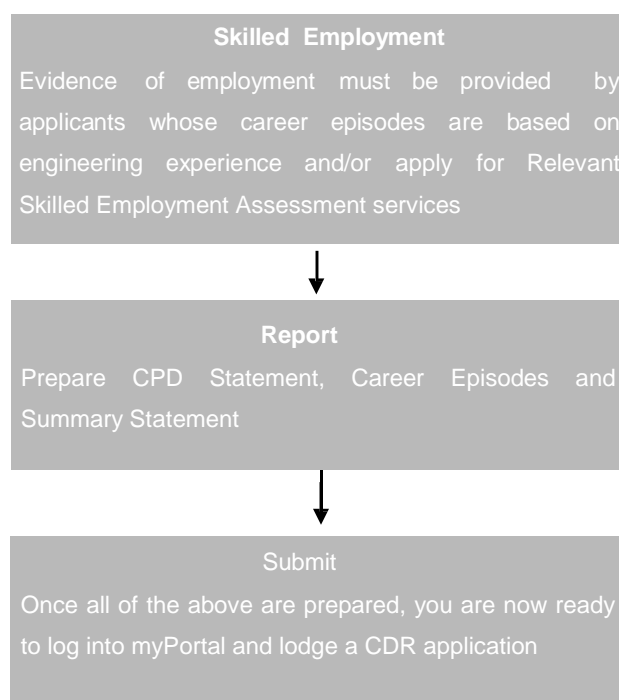 Skilled Employment
Evidence of employment must be provided by
applicants whose career episodes are based on
engineering experience and/or apply for Relevant
Skilled Employment Assessment services
Report
Prepare CPD Statement, Career Episodes and
Summary Statement
Submit
Once all of the above are prepared, you are now ready
to log into myPortal and lodge a CDR application